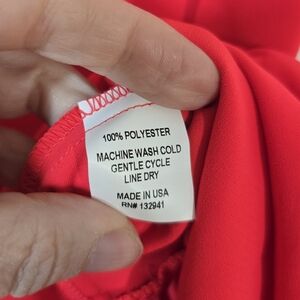 100% POLYESTER
MACHINE WASH COLD
GENTLE CYCLE
LINE DRY
MADE IN USA
RN# 132941